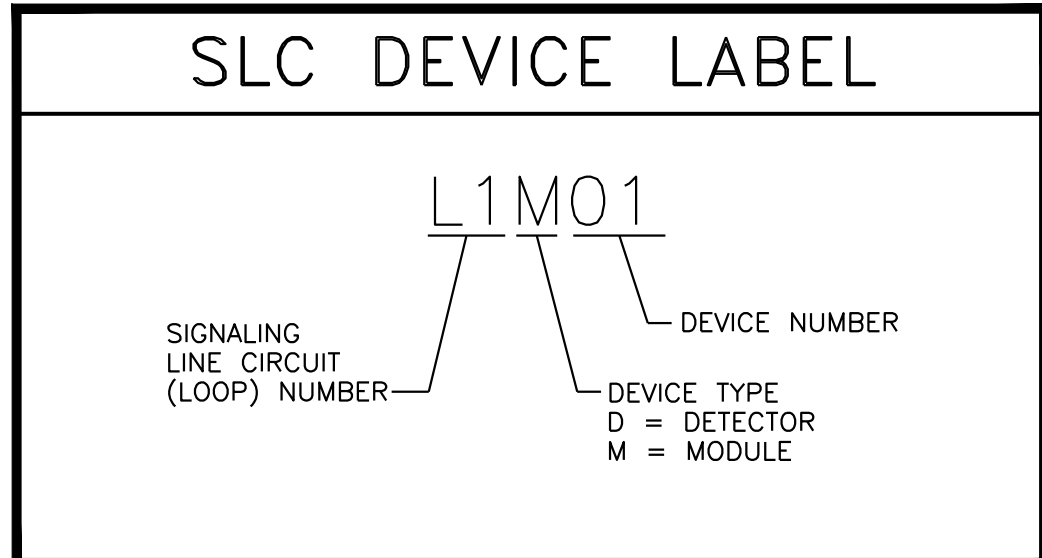 SLC DEVICE LABEL
L1M01
DEVICE NUMBER
SIGNALING
LINE CIRCUIT
(LOOP) NUMBER
DEVICE TYPE
D = DETECTOR
M = MODULE